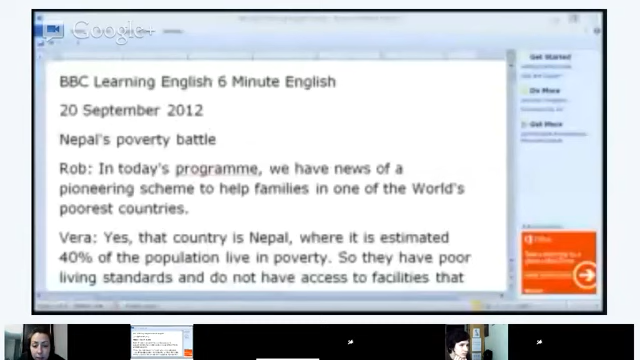 Google+
BBC Learning English 6 Minute English
20 September 2012
Nepal's poverty battle
Rob: In today's programme, we have news of a
pioneering scheme to help families in one of the World's
poorest countries.
Vera: Yes, that country is Nepal, where it is estimated
40% of the population live in poverty. So they have poor
living standards and do not have access to facilities that
Get Started
Do More
Get More
Office